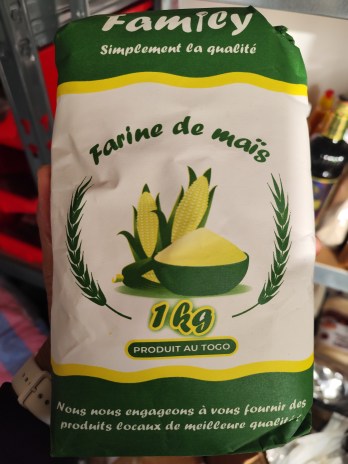 Family
Simplement la qualité
Farine de maïs
1kg
PRODUIT AU TOGO
Nous nous engageons à vous fournir des
produits locaux de meilleure qualité